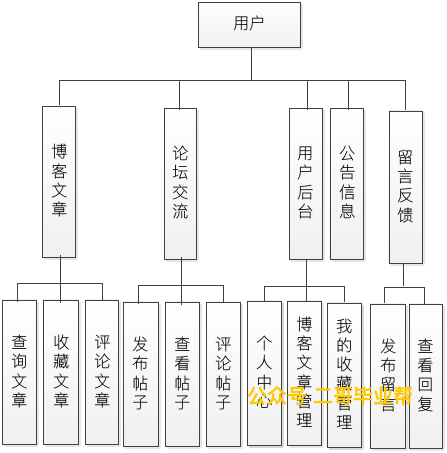 用户
博客文章
论坛交流
用户后台
公告信息
留言反馈
查询文章
收藏文章
评论文章
发布帖子
查看帖子
评论帖子
个人中心
博客文章管理
我的收藏管理
发布留言
查看回复
公众号:二哥毕业帮